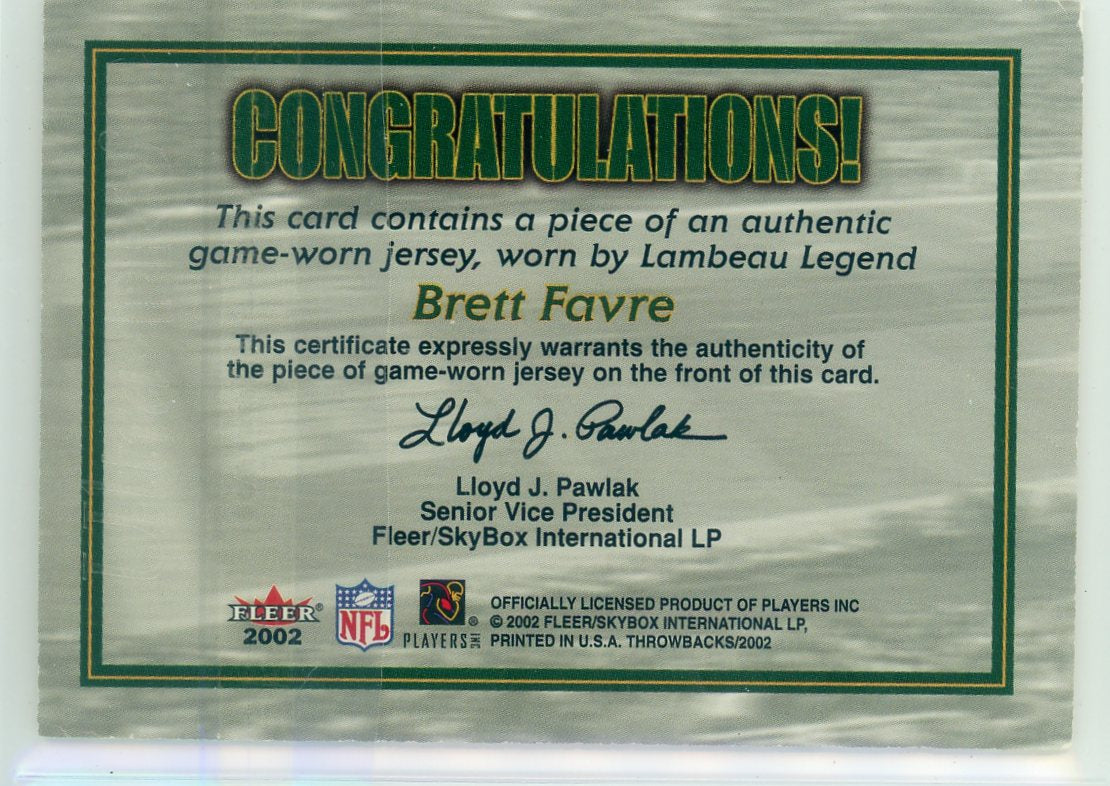 CONGRATULATIONS!
This card contains a piece of an authentic
game-worn jersey, worn by Lambeau Legend
Brett Favre
This certificate expressly warrants the authenticity of
the piece of game-worn jersey on the front of this card.
Lloyd J. Pawlak
Lloyd J. Pawlak
Senior Vice President
Fleer/SkyBox International LP
FLEER®
2002
NFL
PLAYERS INC ®
OFFICIALLY LICENSED PRODUCT OF PLAYERS INC
© 2002 FLEER/SKYBOX INTERNATIONAL LP,
PRINTED IN U.S.A. THROWBACKS/2002